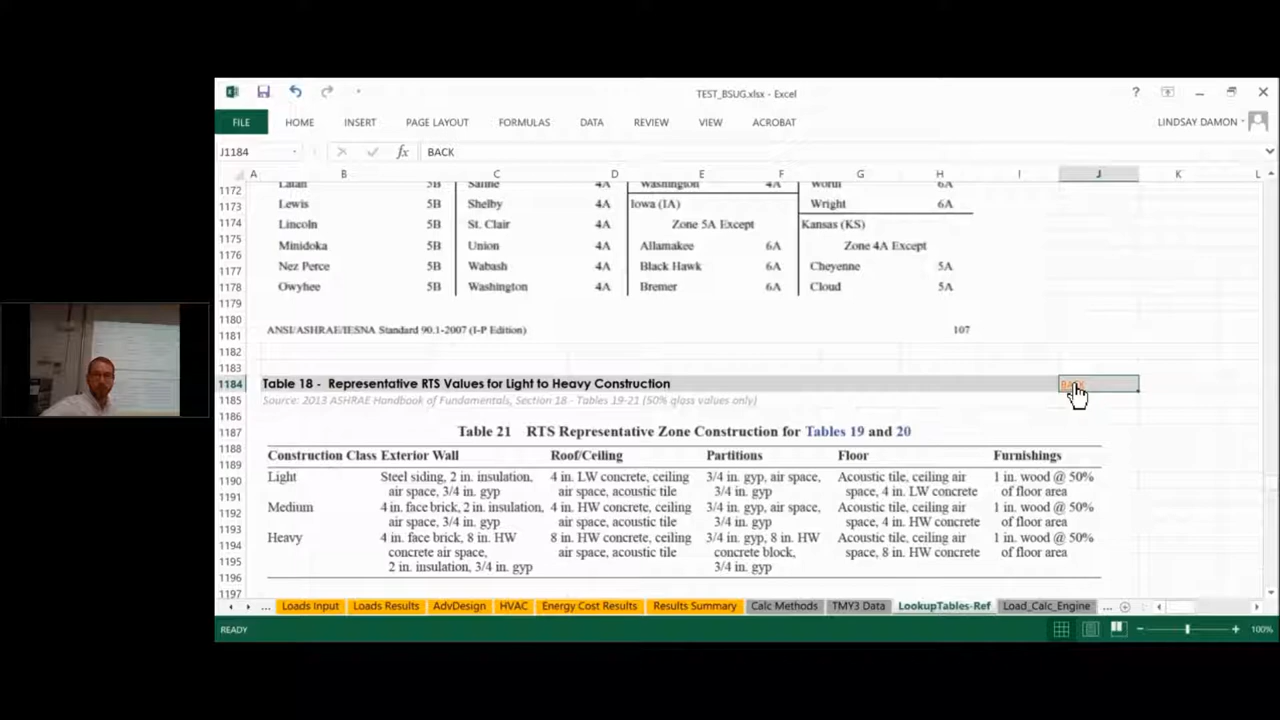 TEST_BSUG.xlsx - Excel
?
FILE HOME INSERT PAGE LAYOUT FORMULAS DATA REVIEW VIEW ACROBAT LINDSAY DAMON
J1184 fx BACK
A B C D E F G H I J K L
1172 Latah 5B Saline 4A Washington 4A Worth 6A
1173 Lewis 5B Shelby 4A Iowa (IA) Wright 6A
1174 Lincoln 5B St. Clair 4A Zone 5A Except Kansas (KS)
1175
1176 Minidoka 5B Union 4A Allamakee 6A Zone 4A Except
1177 Nez Perce 5B Wabash 4A Black Hawk 6A Cheyenne 5A
1178 Owyhee 5B Washington 4A Bremer 6A Cloud 5A
1179
1180
1181 ANSI/ASHRAE/IESNA Standard 90.1-2007 (I-P Edition) 107
1182
1183
1184 Table 18 - Representative RTS Values for Light to Heavy Construction
1185 Source: 2013 ASHRAE Handbook of Fundamentals, Section 18 - Tables 19-21 (50% glass values only)
1186
1187 Table 21 RTS Representative Zone Construction for Tables 19 and 20
1188 Construction Class Exterior Wall Roof/Ceiling Partitions Floor Furnishings
1189
1190 Light Steel siding, 2 in. insulation, 4 in. LW concrete, ceiling 3/4 in. gyp, air space, Acoustic tile, ceiling air 1 in. wood @ 50%
1191 air space, 3/4 in. gyp air space, acoustic tile 3/4 in. gyp space, 4 in. LW concrete of floor area
1192 Medium 4 in. face brick, 2 in. insulation, 4 in. HW concrete, ceiling 3/4 in. gyp, air space, Acoustic tile, ceiling air 1 in. wood @ 50%
1193 air space, 3/4 in. gyp air space, acoustic tile 3/4 in. gyp space, 4 in. HW concrete of floor area
1194 Heavy 4 in. face brick, 8 in. HW 8 in. HW concrete, ceiling 3/4 in. gyp, 8 in. HW Acoustic tile, ceiling air 1 in. wood @ 50%
1195 concrete air space, air space, acoustic tile concrete block, space, 8 in. HW concrete of floor area
1196 2 in. insulation, 3/4 in. gyp 3/4 in. gyp
1197
... Loads Input Loads Results AdvDesign HVAC Energy Cost Results Results Summary Calc Methods TMY3 Data LookupTables-Ref Load_Calc_Engine ...
READY 100%